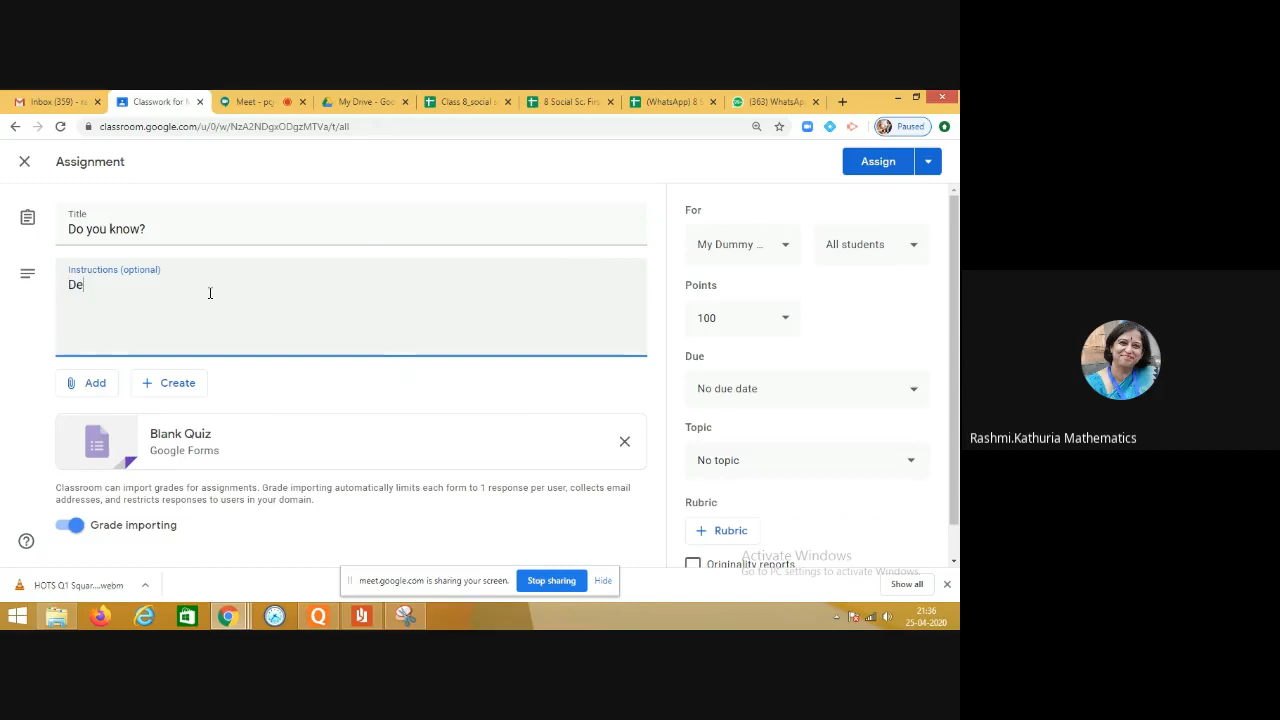 Inbox (359) - r
Classwork for M
Meet - pc
My Drive - Goo
Class 8_social s
8 Social Sc. Firs
(WhatsApp) 8 S
(363) WhatsAp
classroom.google.com/u/0/w/NzA2NDgxODgzMTVa/t/all
Paused
Assignment
Assign
Title
Do you know?
Instructions (optional)
De
Add
Create
Blank Quiz
Google Forms
Classroom can import grades for assignments. Grade importing automatically limits each form to 1 response per user, collects email
addresses, and restricts responses to users in your domain.
Grade importing
For
My Dummy ...
All students
Points
100
Due
No due date
Topic
No topic
Rubric
Rubric
Originality reports
Activate Windows
Go to PC settings to activate Windows.
HOTS Q1 Squar....webm
meet.google.com is sharing your screen.
Stop sharing
Hide
Show all
21:36
25-04-2020
Rashmi.Kathuria Mathematics